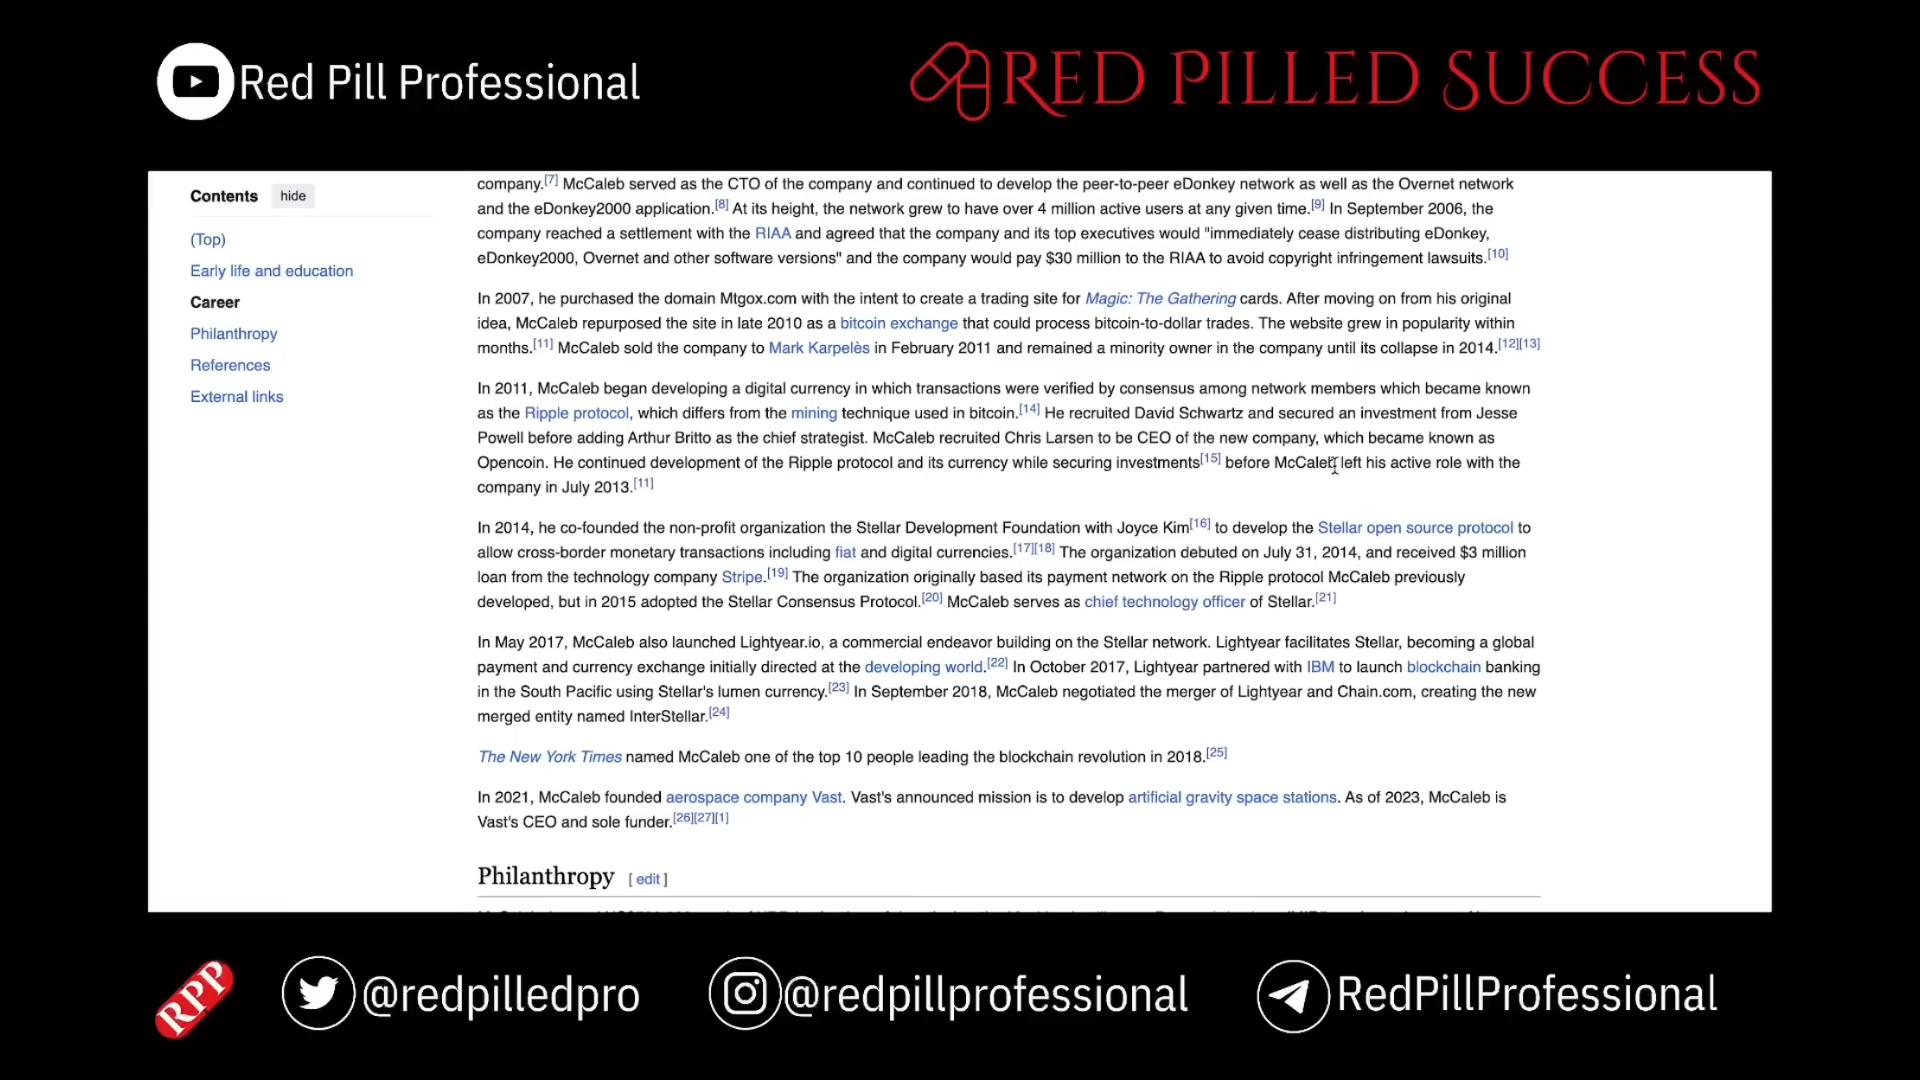 Red Pill Professional
RED PILLED SUCCESS
Contents hide
(Top)
Early life and education
Career
Philanthropy
References
External links
company.[7] McCaleb served as the CTO of the company and continued to develop the peer-to-peer eDonkey network as well as the Overnet network
and the eDonkey2000 application.[8] At its height, the network grew to have over 4 million active users at any given time.[9] In September 2006, the
company reached a settlement with the RIAA and agreed that the company and its top executives would "immediately cease distributing eDonkey,
eDonkey2000, Overnet and other software versions" and the company would pay $30 million to the RIAA to avoid copyright infringement lawsuits.[10]
In 2007, he purchased the domain Mtgox.com with the intent to create a trading site for Magic: The Gathering cards. After moving on from his original
idea, McCaleb repurposed the site in late 2010 as a bitcoin exchange that could process bitcoin-to-dollar trades. The website grew in popularity within
months.[11] McCaleb sold the company to Mark Karpelès in February 2011 and remained a minority owner in the company until its collapse in 2014.[12][13]
In 2011, McCaleb began developing a digital currency in which transactions were verified by consensus among network members which became known
as the Ripple protocol, which differs from the mining technique used in bitcoin.[14] He recruited David Schwartz and secured an investment from Jesse
Powell before adding Arthur Britto as the chief strategist. McCaleb recruited Chris Larsen to be CEO of the new company, which became known as
Opencoin. He continued development of the Ripple protocol and its currency while securing investments[15] before McCaleb left his active role with the
company in July 2013.[11]
In 2014, he co-founded the non-profit organization the Stellar Development Foundation with Joyce Kim[16] to develop the Stellar open source protocol to
allow cross-border monetary transactions including fiat and digital currencies.[17][18] The organization debuted on July 31, 2014, and received $3 million
loan from the technology company Stripe.[19] The organization originally based its payment network on the Ripple protocol McCaleb previously
developed, but in 2015 adopted the Stellar Consensus Protocol.[20] McCaleb serves as chief technology officer of Stellar.[21]
In May 2017, McCaleb also launched Lightyear.io, a commercial endeavor building on the Stellar network. Lightyear facilitates Stellar, becoming a global
payment and currency exchange initially directed at the developing world.[22] In October 2017, Lightyear partnered with IBM to launch blockchain banking
in the South Pacific using Stellar's lumen currency.[23] In September 2018, McCaleb negotiated the merger of Lightyear and Chain.com, creating the new
merged entity named InterStellar.[24]
The New York Times named McCaleb one of the top 10 people leading the blockchain revolution in 2018.[25]
In 2021, McCaleb founded aerospace company Vast. Vast's announced mission is to develop artificial gravity space stations. As of 2023, McCaleb is
Vast's CEO and sole funder.[26][27][1]
Philanthropy [ edit ]
RPP
@redpilledpro
@redpillprofessional
RedPillProfessional